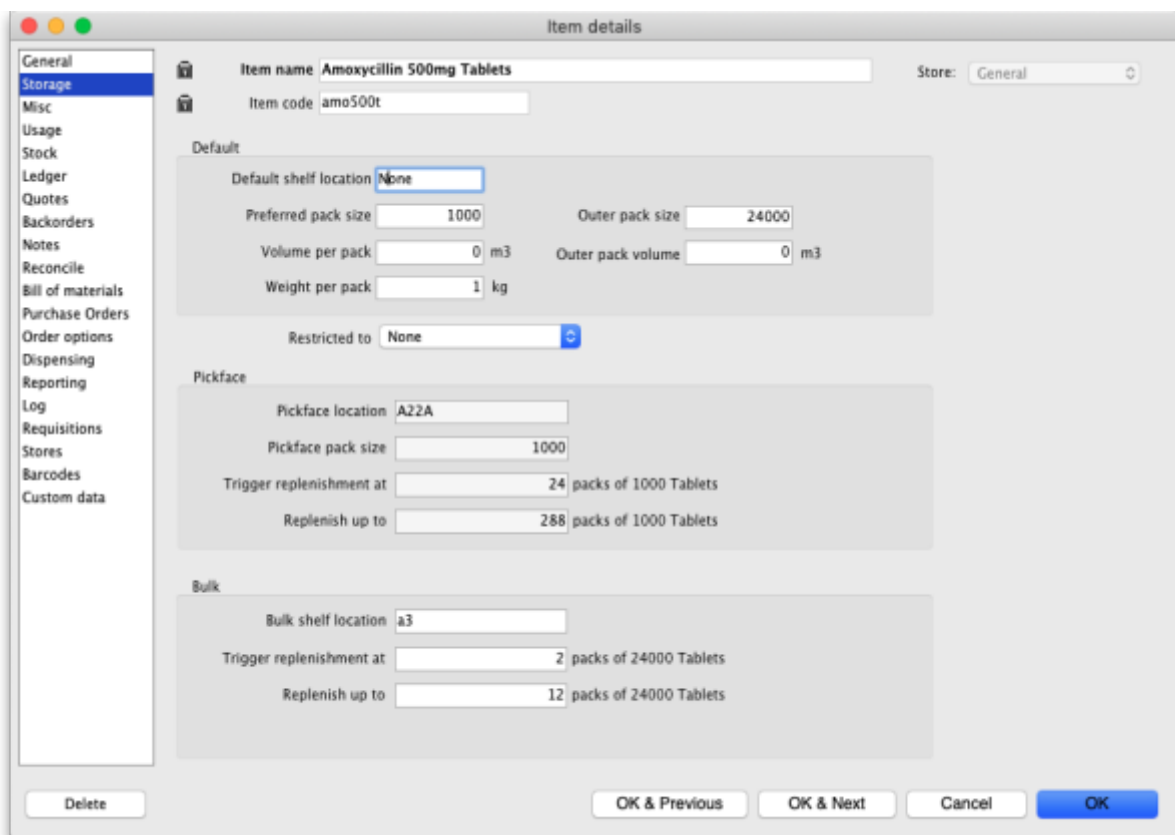 Item details
General
Storage
Misc
Usage
Stock
Ledger
Quotes
Backorders
Notes
Reconcile
Bill of materials
Purchase Orders
Order options
Dispensing
Reporting
Log
Requisitions
Stores
Barcodes
Custom data
Item name Amoxycillin 500mg Tablets
Store: General
Item code amo500t
Default
Default shelf location None
Preferred pack size 1000 Outer pack size 24000
Volume per pack 0 m3 Outer pack volume 0 m3
Weight per pack 1 kg
Restricted to None
Pickface
Pickface location A22A
Pickface pack size 1000
Trigger replenishment at 24 packs of 1000 Tablets
Replenish up to 288 packs of 1000 Tablets
Bulk
Bulk shelf location a3
Trigger replenishment at 2 packs of 24000 Tablets
Replenish up to 12 packs of 24000 Tablets
Delete OK & Previous OK & Next Cancel OK